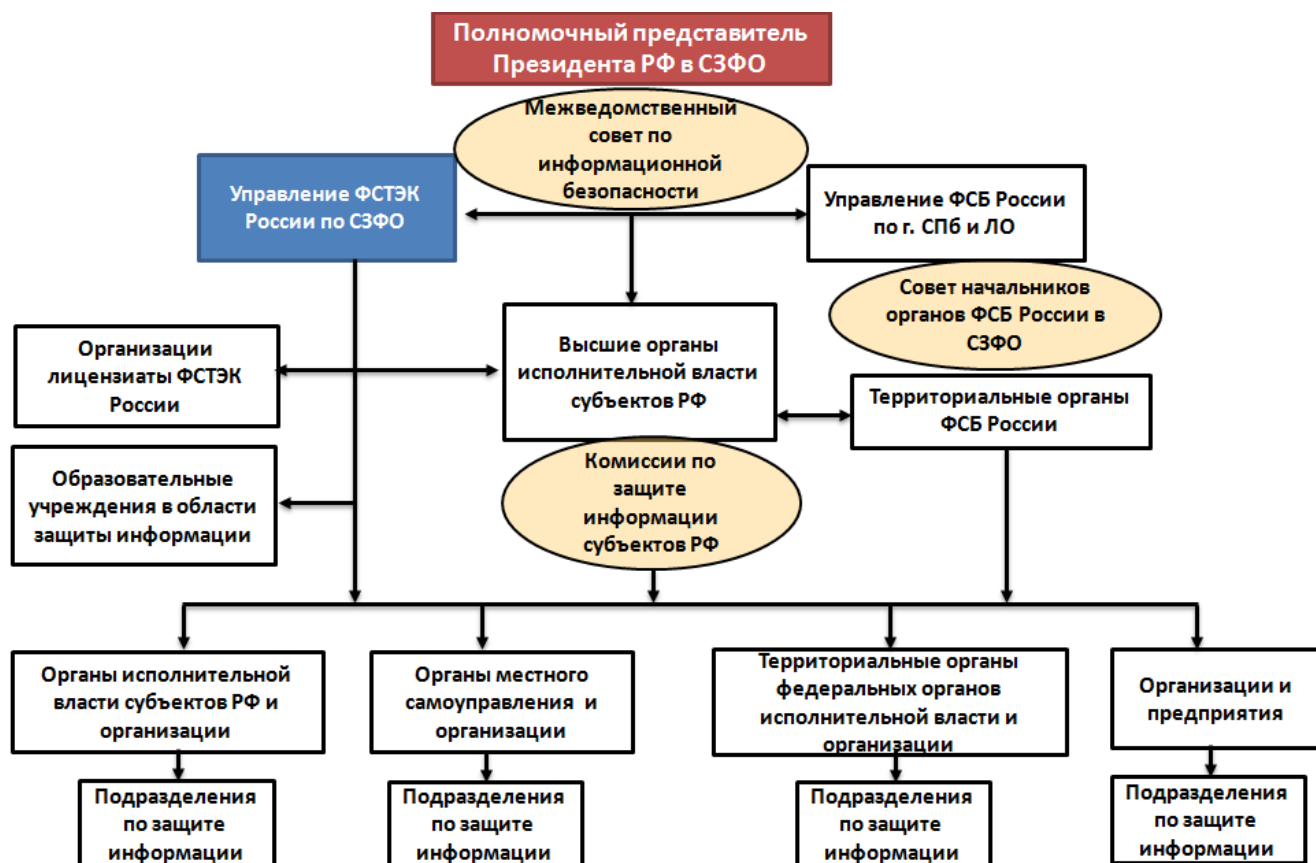 Полномочный представитель
Президента РФ в СЗФО
Межведомственный
совет по
информационной
безопасности
Управление ФСТЭК
России по СЗФО
Управление ФСБ России
по г. СПб и ЛО
Совет начальников
органов ФСБ России в
СЗФО
Организации
лицензиаты ФСТЭК
России
Высшие органы
исполнительной власти
субъектов РФ
Территориальные органы
ФСБ России
Образовательные
учреждения в области
защиты информации
Комиссии по
защите
информации
субъектов РФ
Органы исполнительной
власти субъектов РФ и
организации
Органы местного
самоуправления и
организации
Территориальные органы
федеральных органов
исполнительной власти и
организации
Организации и
предприятия
Подразделения
по защите
информации
Подразделения
по защите
информации
Подразделения
по защите
информации
Подразделения
по защите
информации